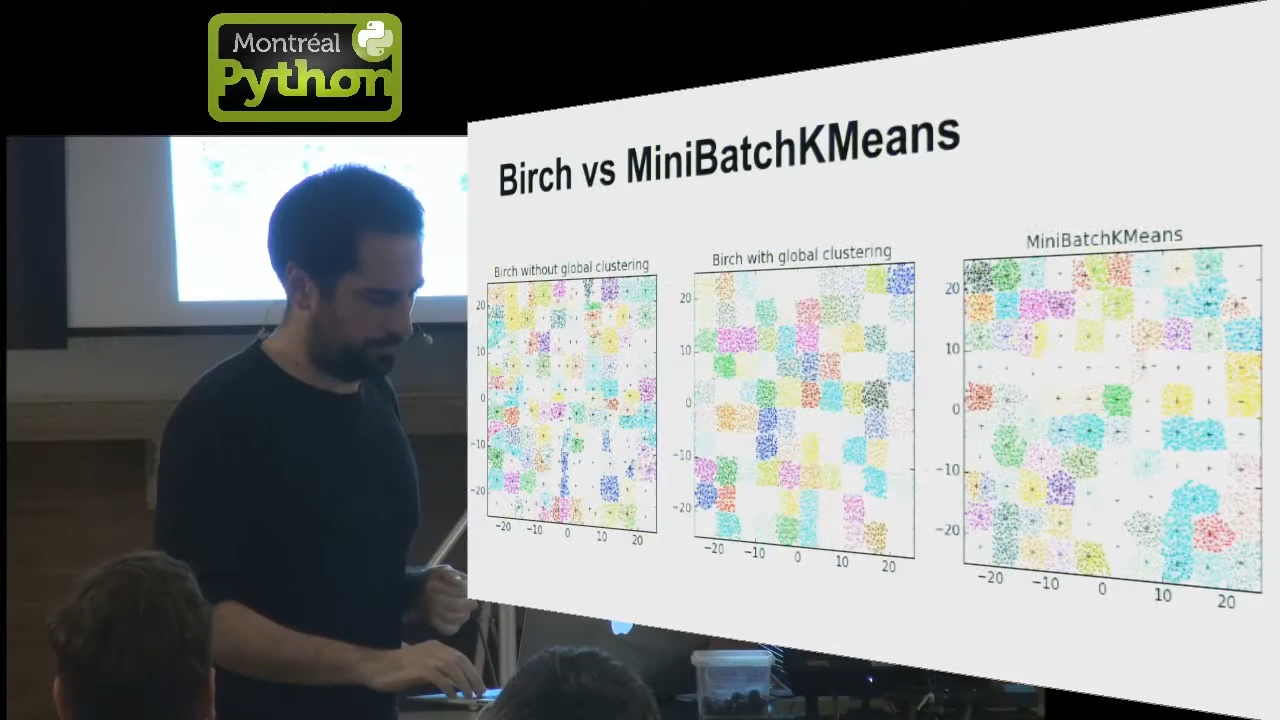 Montréal
Python
Birch vs MiniBatchKMeans
Birch without global clustering
20
10
0
−10
−20
−20 −10 0 10 20
Birch with global clustering
20
10
0
−10
−20
−20 −10 0 10 20
MiniBatchKMeans
20
10
0
−10
−20
−20 −10 0 10 20